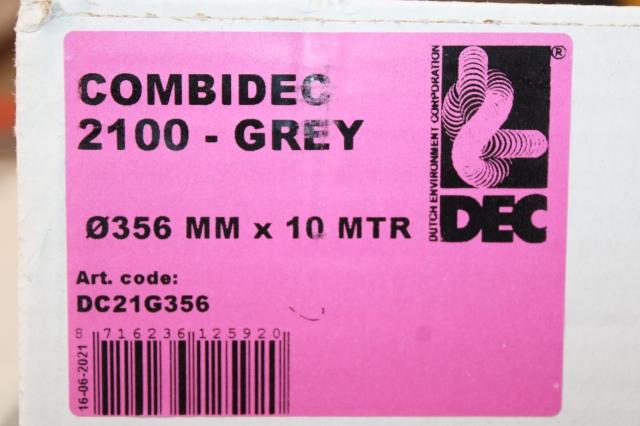 COMBIDEC
2100 - GREY
Ø356 MM x 10 MTR
Art. code:
DC21G356
8 716236 125920
16-06-2021
DUTCH ENVIRONMENT CORPORATION
®
DEC